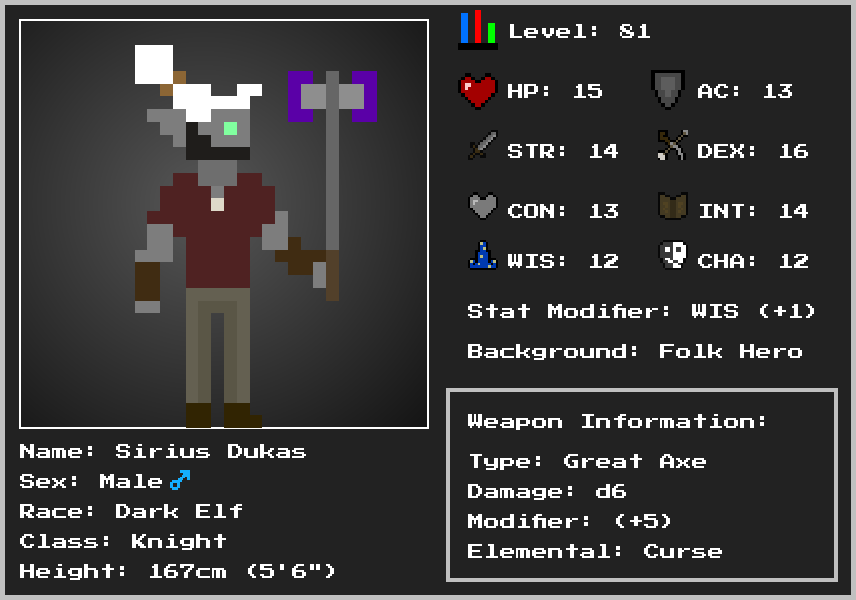 Level: 81
HP: 15
AC: 13
STR: 14
DEX: 16
CON: 13
INT: 14
WIS: 12
CHA: 12
Stat Modifier: WIS (+1)
Background: Folk Hero
Weapon Information:
Type: Great Axe
Damage: d6
Modifier: (+5)
Elemental: Curse
Name: Sirius Dukas
Sex: Male♂
Race: Dark Elf
Class: Knight
Height: 167cm (5'6")